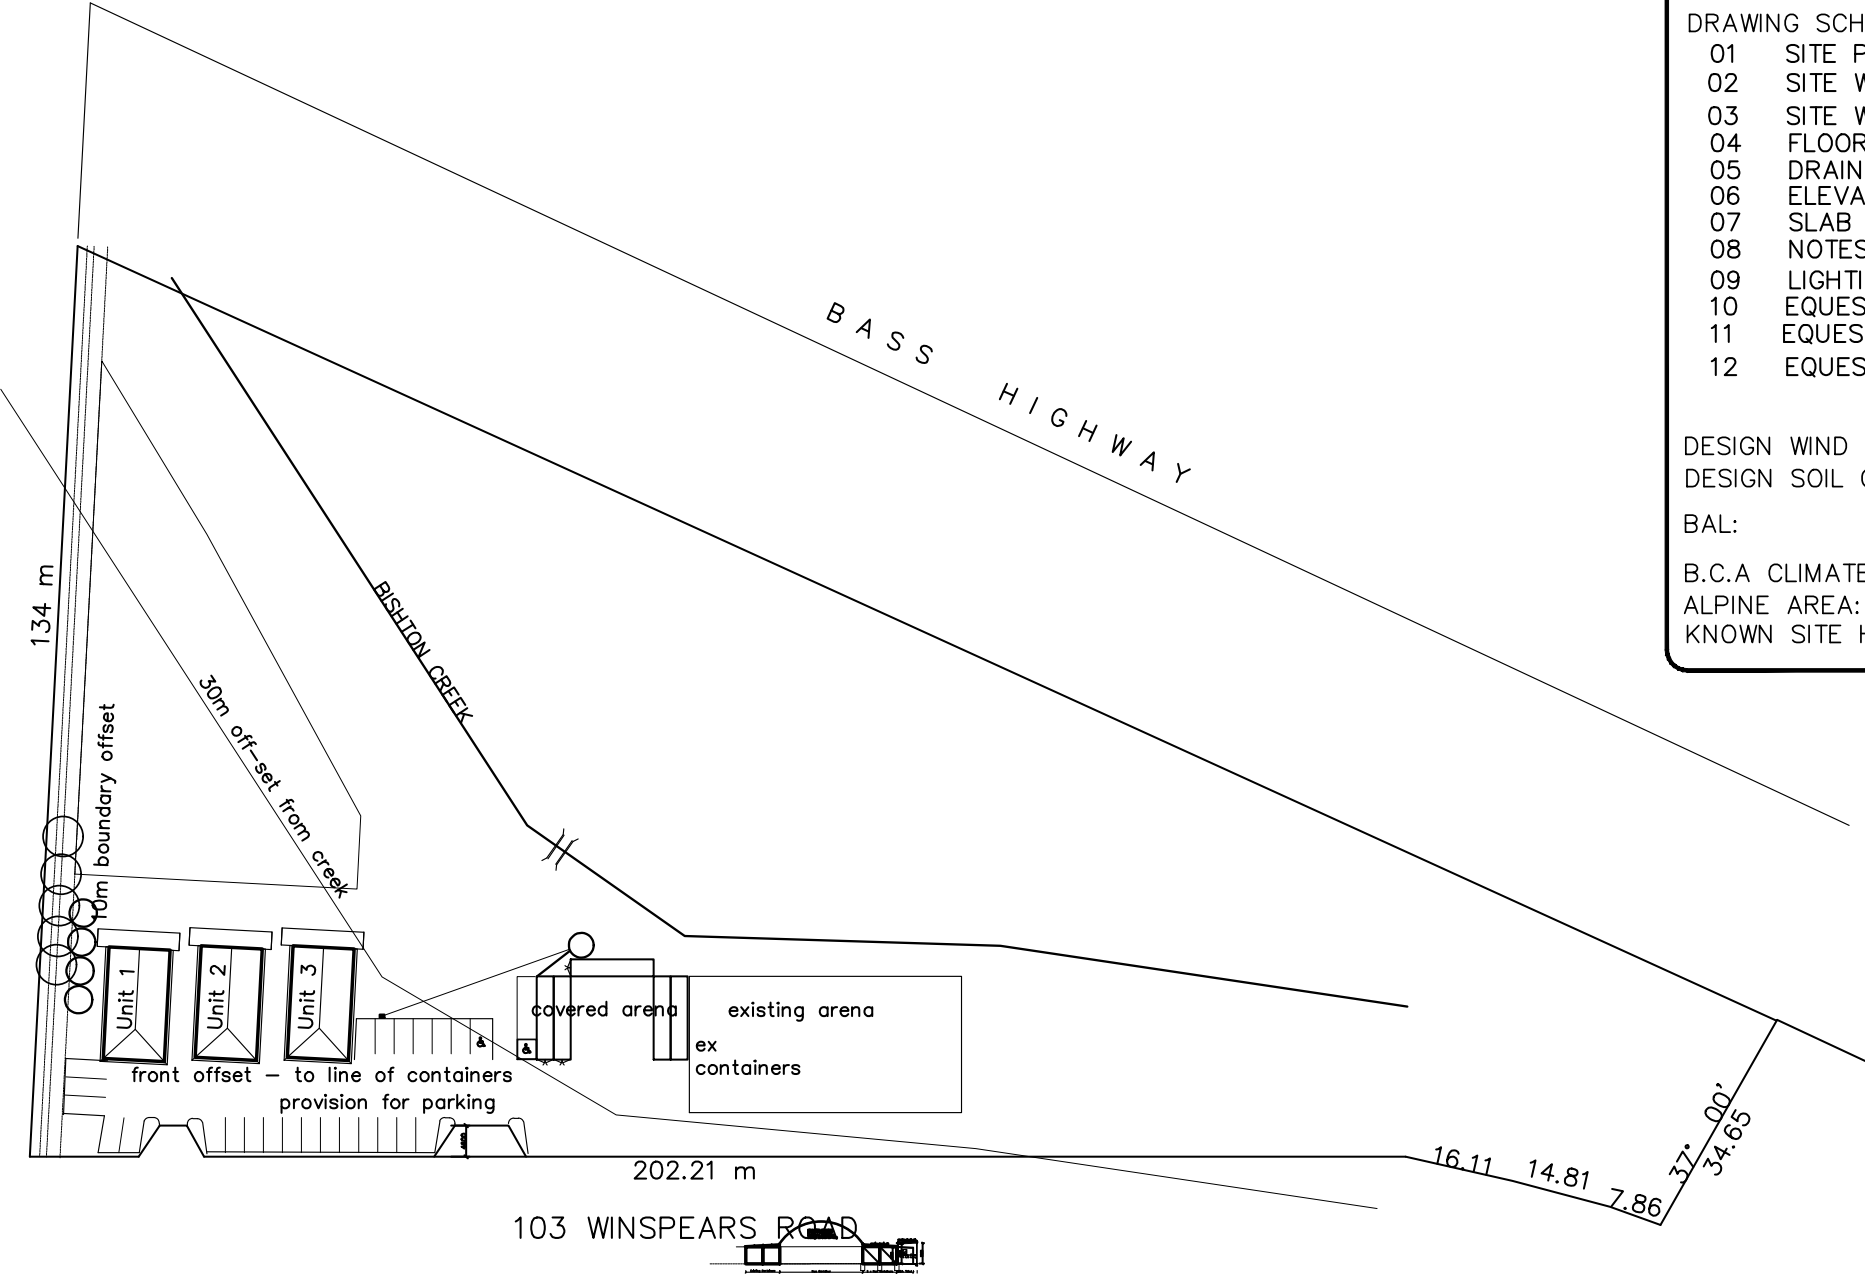 DRAWING SCH
01 SITE P
02 SITE W
03 SITE W
04 FLOOR
05 DRAIN
06 ELEVA
07 SLAB
08 NOTES
09 LIGHTI
10 EQUES
11 EQUES
12 EQUES
DESIGN WIND
DESIGN SOIL
BAL:
B.C.A CLIMATE
ALPINE AREA:
KNOWN SITE H
BASS HIGHWAY
134 m
BISHTON CREEK
30m off-set from creek
10m boundary offset
Unit 1
Unit 2
Unit 3
covered arena
existing arena
ex
containers
front offset – to line of containers
provision for parking
202.21 m
16.11
14.81
7.86
37° 00'
34.65
103 WINSPEARS ROAD